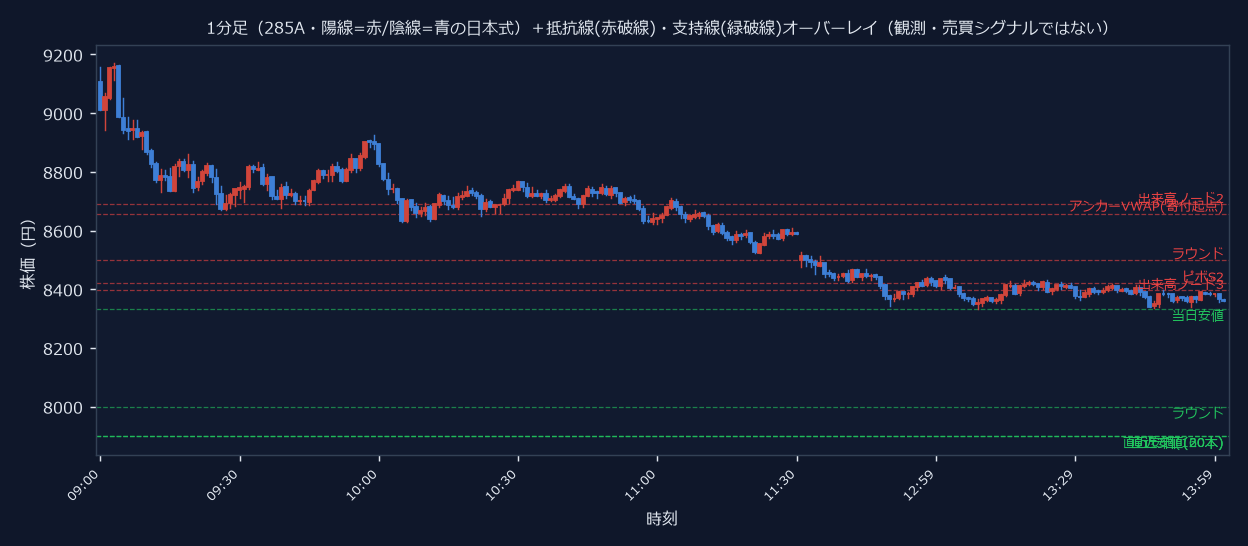 1分足（285A・陽線=赤/陰線=青の日本式）＋抵抗線(赤破線)・支持線(緑破線)オーバーレイ（観測・売買シグナルではない）
9200
9000
8800
8600
8400
8200
8000
株価（円）
出来高ノード2
アンカーVWAP(寄付起点)
ラウンド
ピボS2
出来高ノード3
当日安値
ラウンド
(20本)
09:00
09:30
10:00
10:30
11:00
11:30
12:59
13:29
13:59
時刻